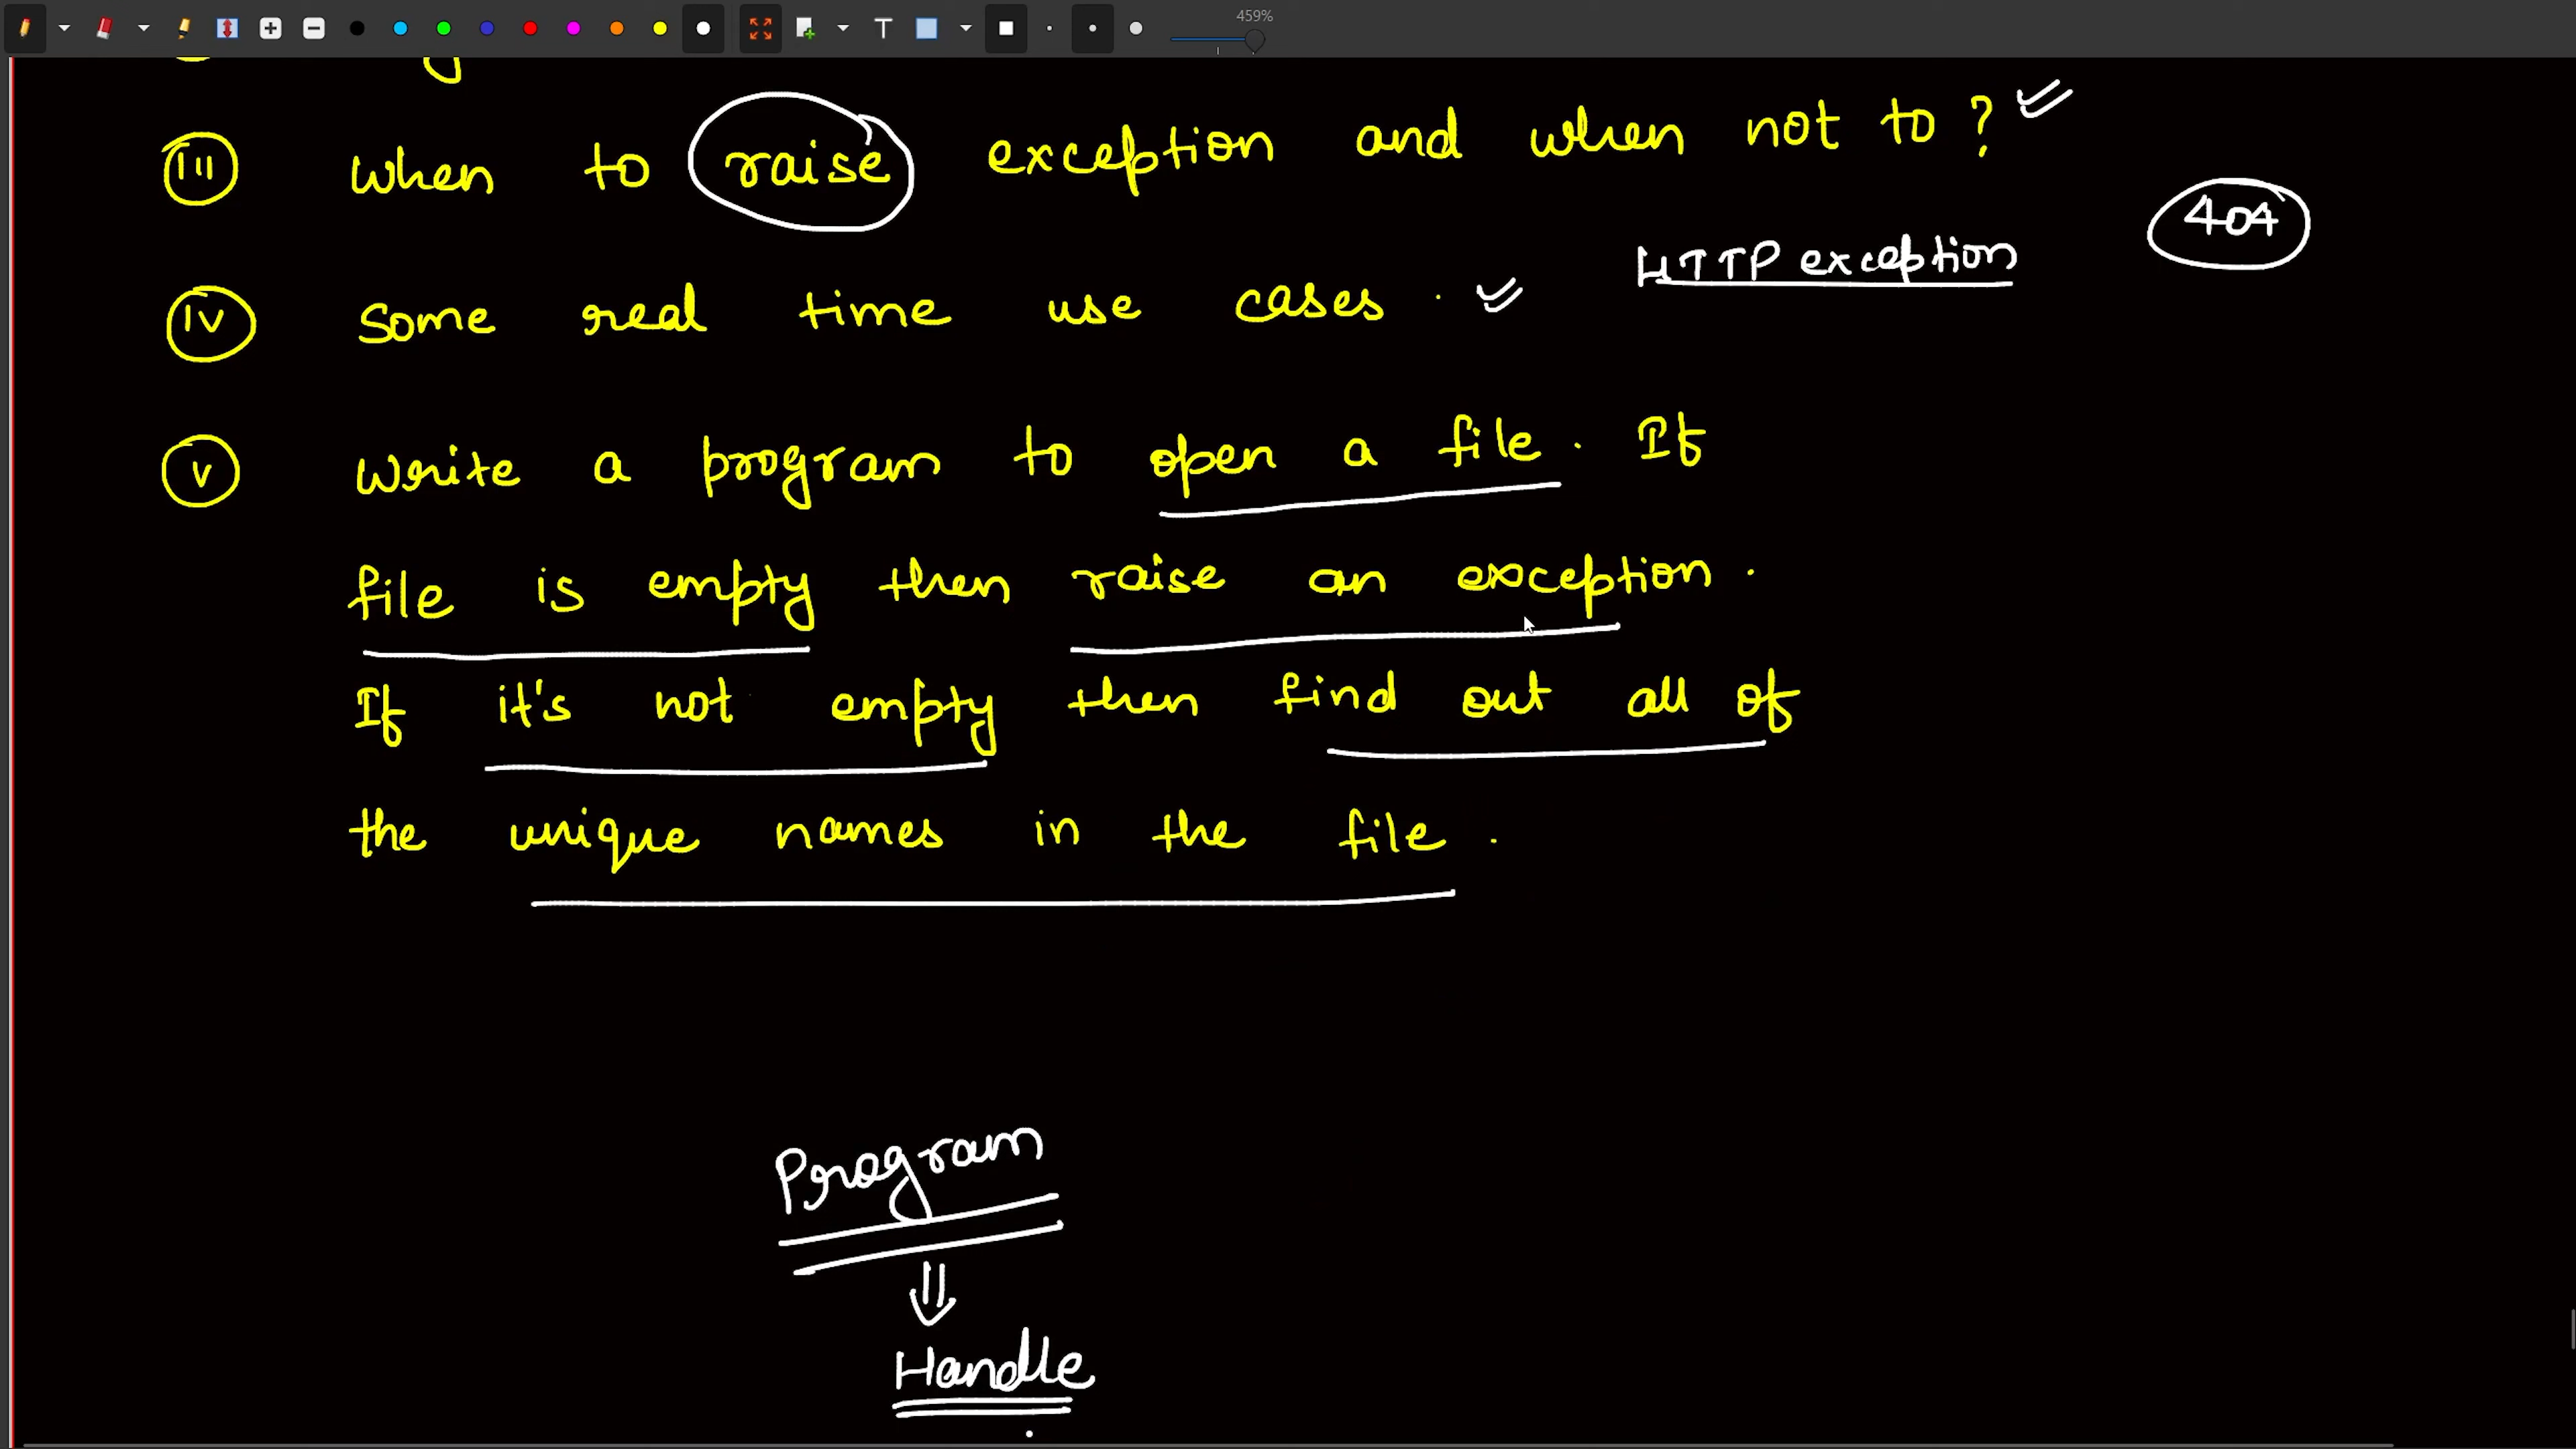 459%
III when to raise exception and when not to?
404
HTTP exception
IV Some real time use cases.
V Write a program to open a file. If
file is empty then raise an exception.
If it's not empty then find out all of
the unique names in the file.
Program
Handle